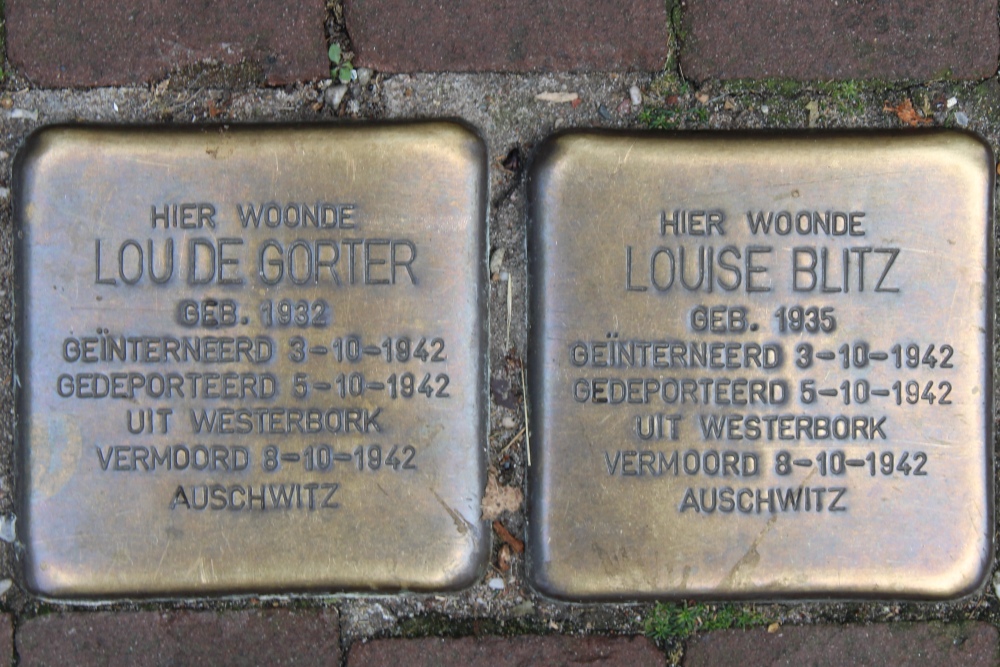 HIER WOONDE
LOU DE GORTER
GEB. 1932
GEÏNTERNEERD 3-10-1942
GEDEPORTEERD 5-10-1942
UIT WESTERBORK
VERMOORD 8-10-1942
AUSCHWITZ
HIER WOONDE
LOUISE BLITZ
GEB. 1935
GEÏNTERNEERD 3-10-1942
GEDEPORTEERD 5-10-1942
UIT WESTERBORK
VERMOORD 8-10-1942
AUSCHWITZ